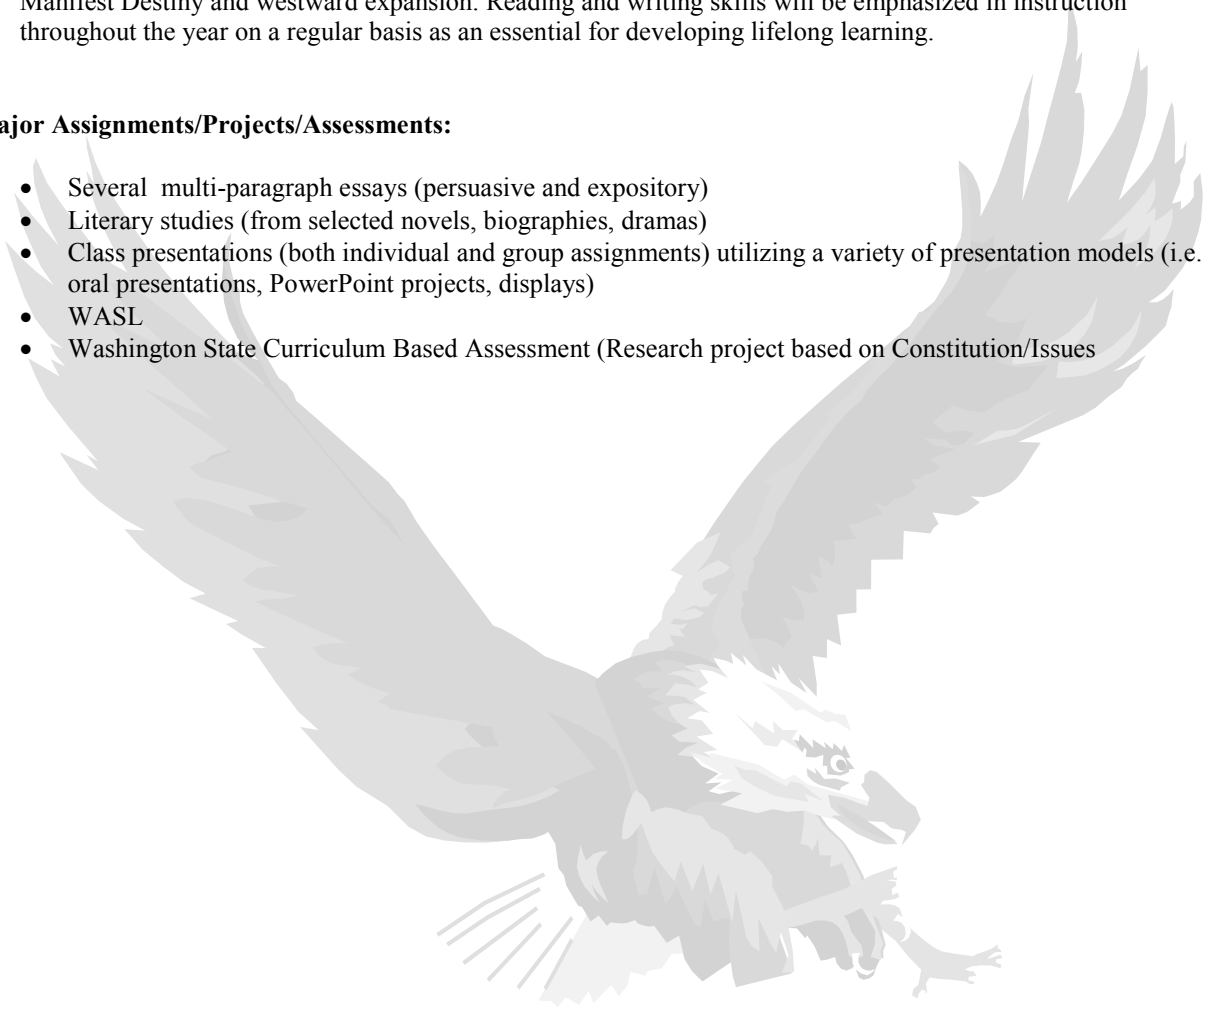 Manifest Destiny and westward expansion. Reading and writing skills will be emphasized in instruction
throughout the year on a regular basis as an essential for developing lifelong learning.
ajor Assignments/Projects/Assessments:
• Several multi-paragraph essays (persuasive and expository)
• Literary studies (from selected novels, biographies, dramas)
• Class presentations (both individual and group assignments) utilizing a variety of presentation models (i.e.
oral presentations, PowerPoint projects, displays)
• WASL
• Washington State Curriculum Based Assessment (Research project based on Constitution/Issues